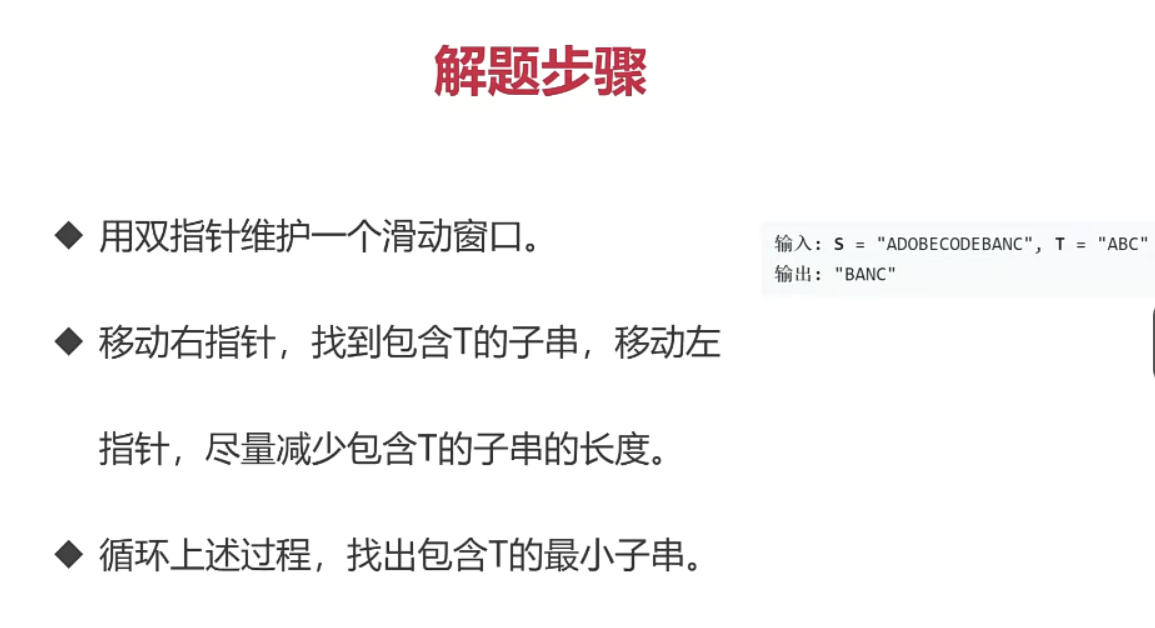 解题步骤
用双指针维护一个滑动窗口。
输入: S = "ADOBECODEBANC", T = "ABC"
输出: "BANC"
移动右指针，找到包含T的子串，移动左
指针，尽量减少包含T的子串的长度。
循环上述过程，找出包含T的最小子串。